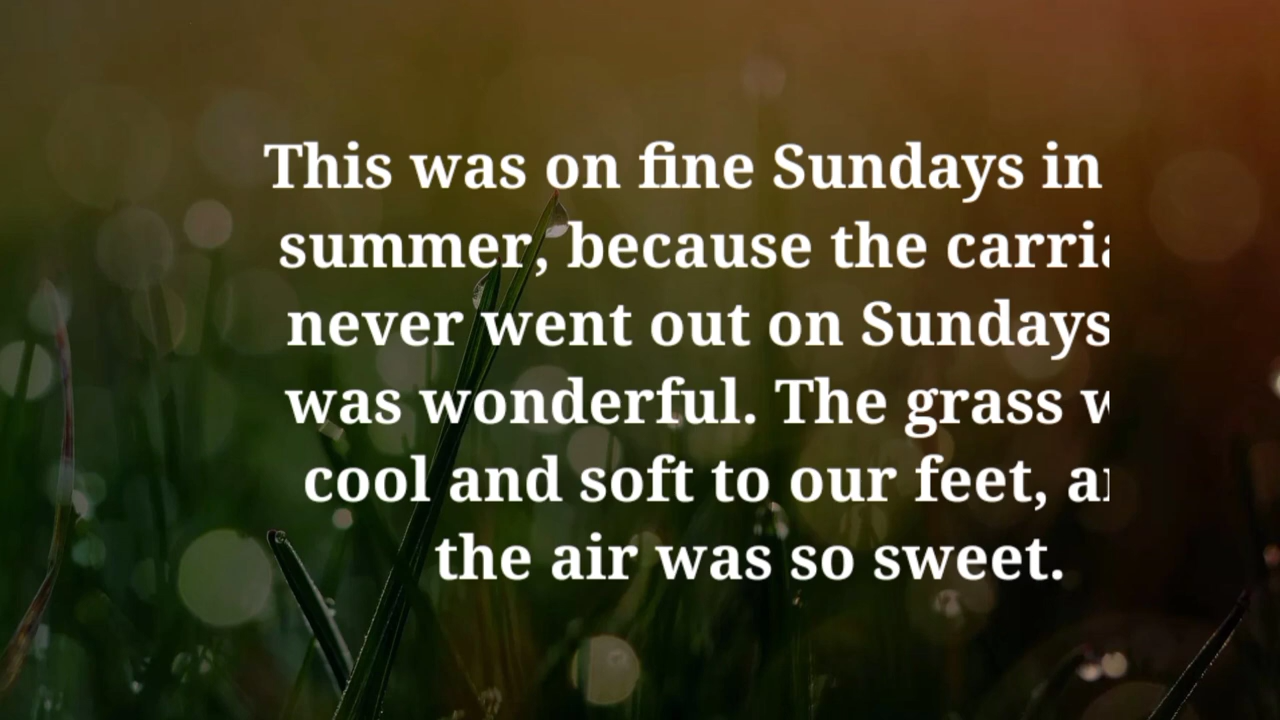 This was on fine Sundays in
summer, because the
never went out on Sundays
was wonderful. The grass
cool and soft to our feet,
the air was so sweet.